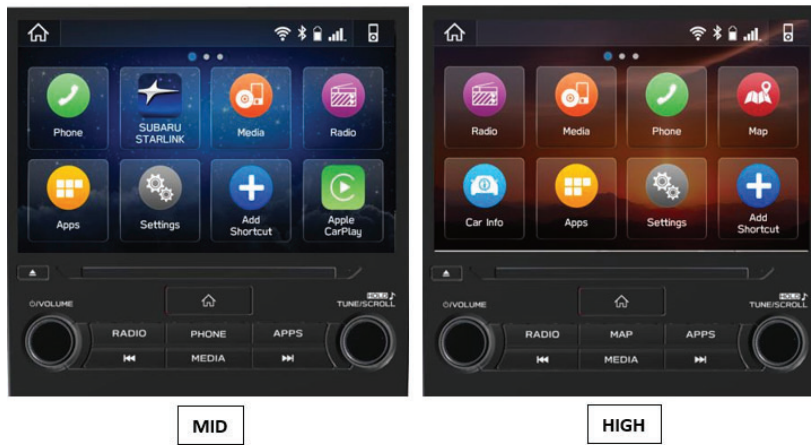 Phone
SUBARU
STARLINK
Media
Radio
Apps
Settings
Add
Shortcut
Apple
CarPlay
VOLUME
HOLD
TUNE/SCROLL
RADIO
PHONE
APPS
MEDIA
MID
Radio
Media
Phone
Map
Car Info
Apps
Settings
Add
Shortcut
VOLUME
HOLD
TUNE/SCROLL
RADIO
MAP
APPS
MEDIA
HIGH